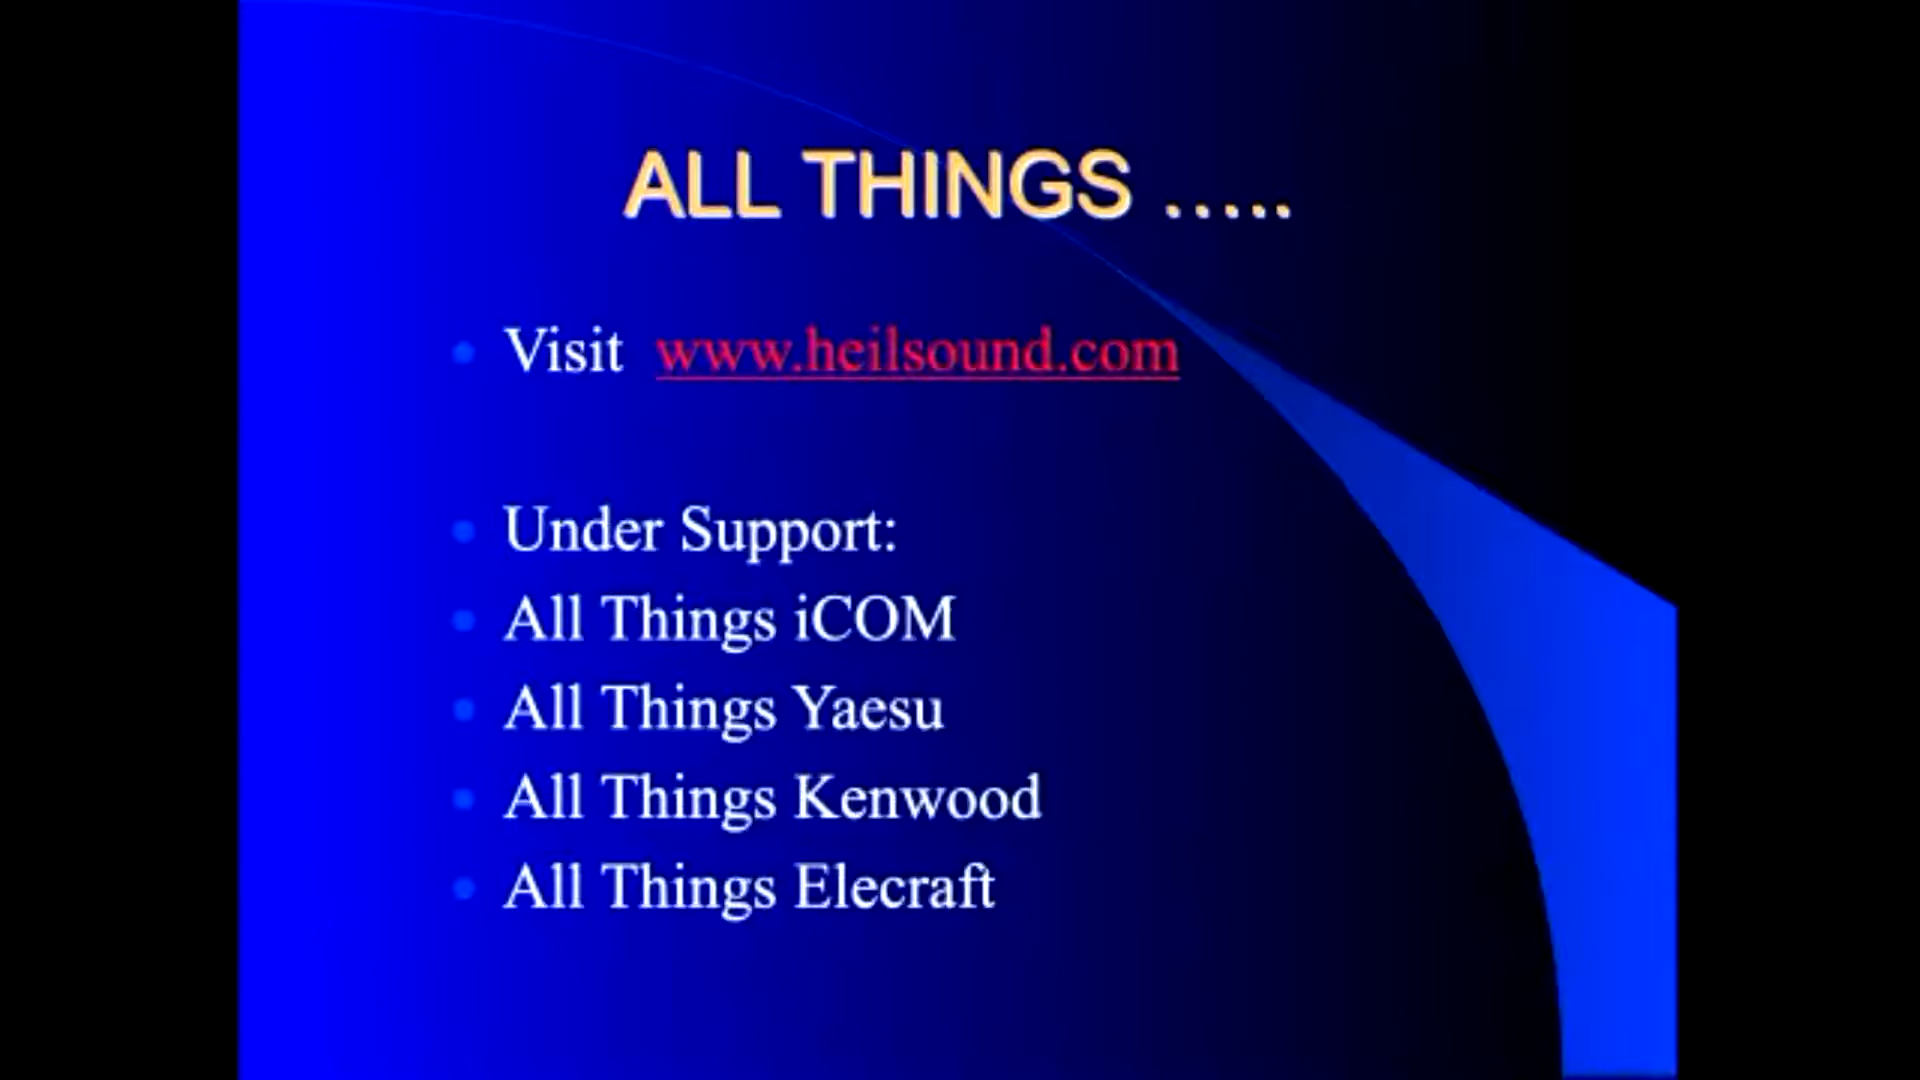 ALL THINGS .....
Visit www.heilsound.com
Under Support:
All Things iCOM
All Things Yaesu
All Things Kenwood
All Things Elecraft